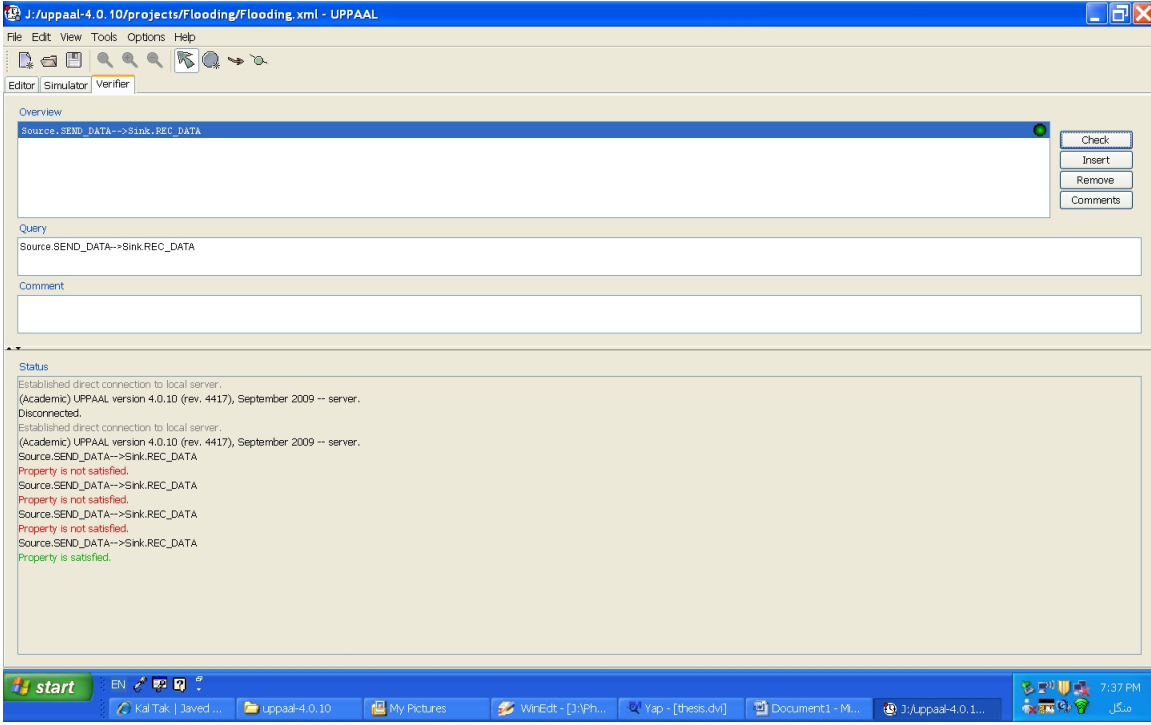 J:/uppaal-4.0.10/projects/Flooding/Flooding.xml - UPPAAL
File Edit View Tools Options Help
Editor Simulator Verifier
Overview
Source.SEND_DATA-->Sink.REC_DATA
Check
Insert
Remove
Comments
Query
Source.SEND_DATA-->Sink.REC_DATA
Comment
Status
Established direct connection to local server.
(Academic) UPPAAL version 4.0.10 (rev. 4417), September 2009 -- server.
Disconnected.
Established direct connection to local server.
(Academic) UPPAAL version 4.0.10 (rev. 4417), September 2009 -- server.
Source.SEND_DATA-->Sink.REC_DATA
Property is not satisfied.
Source.SEND_DATA-->Sink.REC_DATA
Property is not satisfied.
Source.SEND_DATA-->Sink.REC_DATA
Property is not satisfied.
Source.SEND_DATA-->Sink.REC_DATA
Property is satisfied.
start EN 7:37 PM
Kal Tak | Javed ... uppaal-4.0.10 My Pictures WinEdt - [J:\Ph... Yap - [thesis.dvi] Document1 - Mi... J:/uppaal-4.0.1... منگل